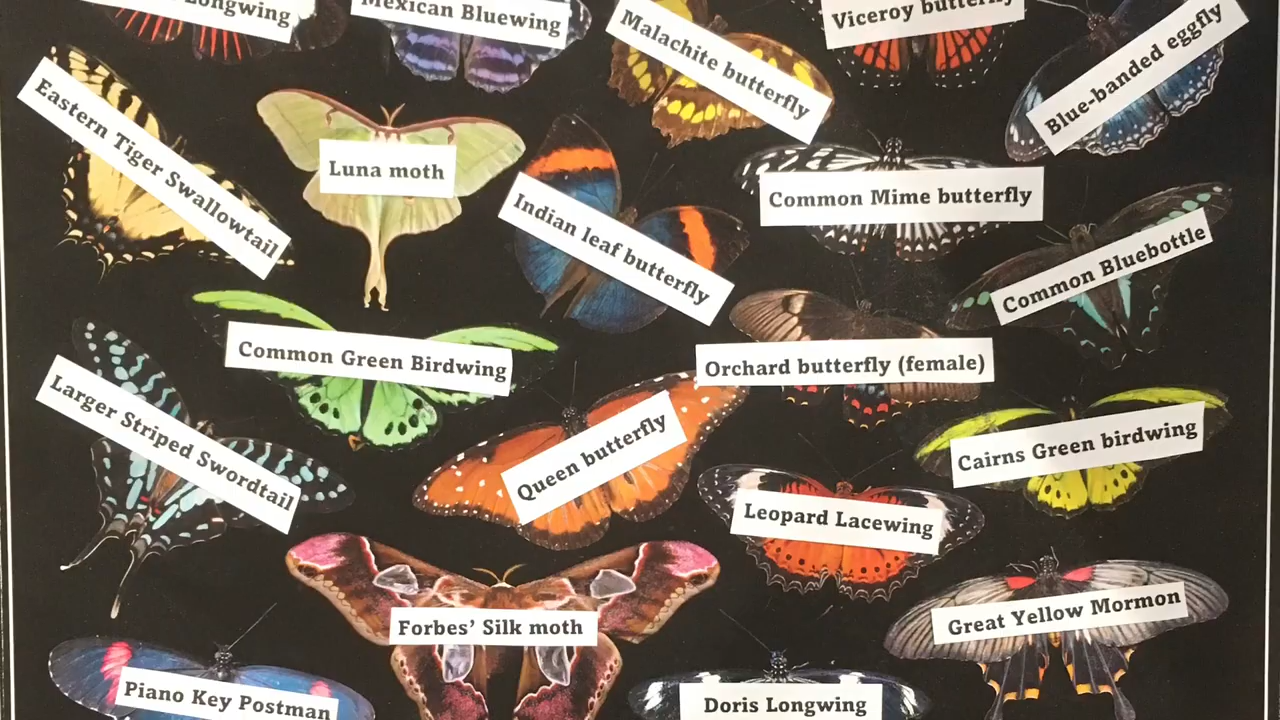 Longwing
Mexican Bluewing
Malachite butterfly
Viceroy butterfly
Blue-banded eggfly
Eastern Tiger Swallowtail
Luna moth
Indian leaf butterfly
Common Mime butterfly
Common Bluebottle
Common Green Birdwing
Orchard butterfly (female)
Larger Striped Swordtail
Queen butterfly
Cairns Green birdwing
Leopard Lacewing
Forbes’ Silk moth
Great Yellow Mormon
Piano Key Postman
Doris Longwing